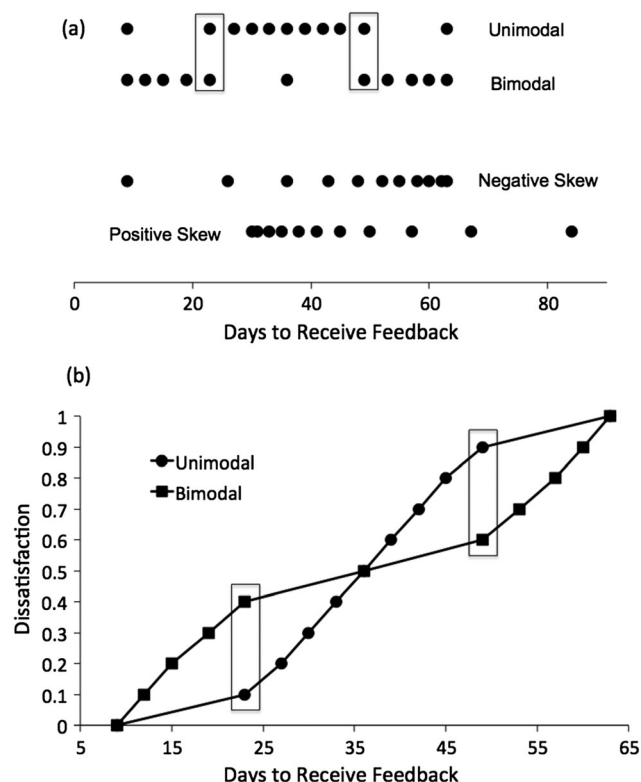 (a)
Unimodal
Bimodal
Negative Skew
Positive Skew
0 20 40 60 80
Days to Receive Feedback
(b)
1
0.9
0.8
0.7
0.6
0.5
0.4
0.3
0.2
0.1
0
Dissatisfaction
Unimodal
Bimodal
5 15 25 35 45 55 65
Days to Receive Feedback